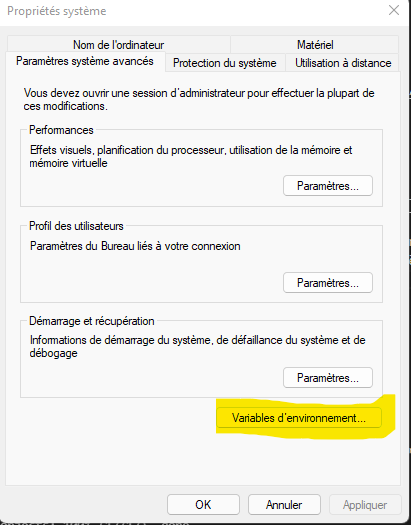 Propriétés système
Nom de l'ordinateur
Matériel
Paramètres système avancés
Protection du système
Utilisation à distance
Vous devez ouvrir une session d'administrateur pour effectuer la plupart de
ces modifications.
Performances
Effets visuels, planification du processeur, utilisation de la mémoire et
mémoire virtuelle
Paramètres...
Profil des utilisateurs
Paramètres du Bureau liés à votre connexion
Paramètres...
Démarrage et récupération
Informations de démarrage du système, de défaillance du système et de
débogage
Paramètres...
Variables d'environnement...
OK
Annuler
Appliquer